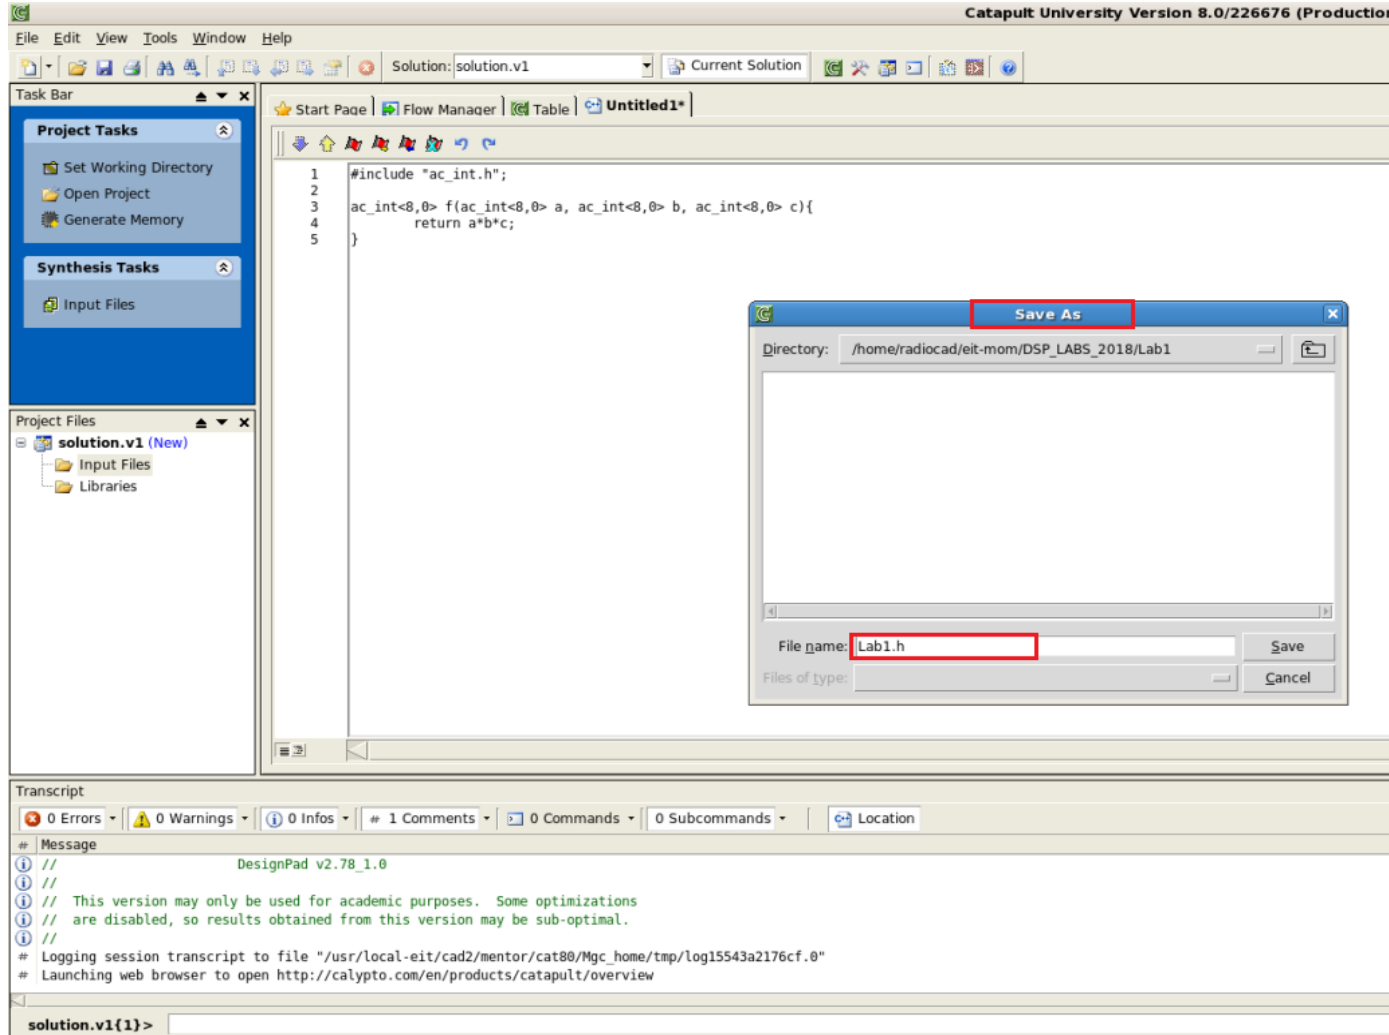 Catapult University Version 8.0/226676 (Production
File Edit View Tools Window Help
Solution: solution.v1 Current Solution
Task Bar
Project Tasks
Set Working Directory
Open Project
Generate Memory
Synthesis Tasks
Input Files
Project Files
solution.v1 (New)
Input Files
Libraries
Start Page Flow Manager Table Untitled1*
1 #include "ac_int.h";
2
3 ac_int<8,0> f(ac_int<8,0> a, ac_int<8,0> b, ac_int<8,0> c){
4 return a*b*c;
5 }
Save As
Directory: /home/radiocad/eit-mom/DSP_LABS_2018/Lab1
File name: Lab1.h Save
Files of type: Cancel
Transcript
0 Errors 0 Warnings 0 Infos # 1 Comments 0 Commands 0 Subcommands Location
# Message
// DesignPad v2.78_1.0
//
// This version may only be used for academic purposes. Some optimizations
// are disabled, so results obtained from this version may be sub-optimal.
//
# Logging session transcript to file "/usr/local-eit/cad2/mentor/cat80/Mgc_home/tmp/log15543a2176cf.0"
# Launching web browser to open http://calypto.com/en/products/catapult/overview
solution.v1{1}>